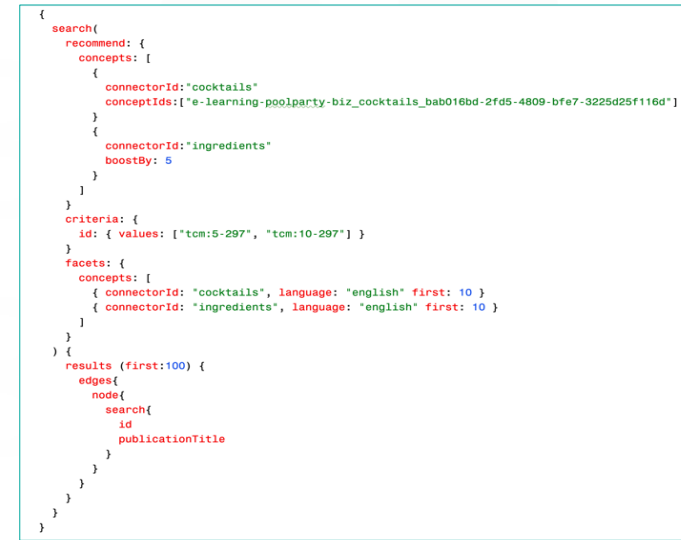 {
  search(
    recommend: {
      concepts: [
        {
          connectorId:"cocktails"
          conceptIds:["e-learning-poolparty-biz_cocktails_bab016bd-2fd5-4809-bfe7-3225d25f116d"]
        }
        {
          connectorId:"ingredients"
          boostBy: 5
        }
      ]
    }
    criteria: {
      id: { values: ["tcm:5-297", "tcm:10-297"] }
    }
    facets: {
      concepts: [
        { connectorId: "cocktails", language: "english" first: 10 }
        { connectorId: "ingredients", language: "english" first: 10 }
      ]
    }
  ) {
    results (first:100) {
      edges{
        node{
          search{
            id
            publicationTitle
          }
        }
      }
    }
  }
}